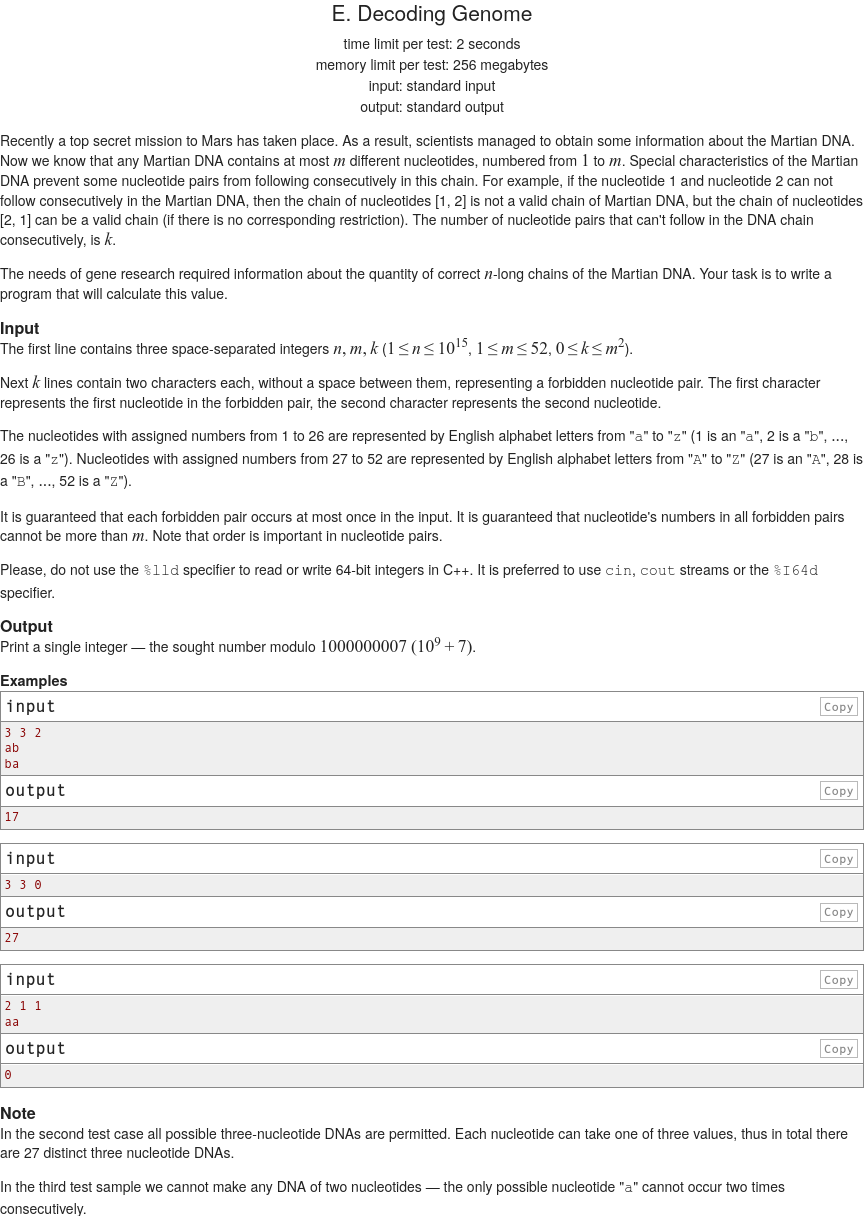 E. Decoding Genome
time limit per test: 2 seconds
memory limit per test: 256 megabytes
input: standard input
output: standard output
Recently a top secret mission to Mars has taken place. As a result, scientists managed to obtain some information about the Martian DNA.
Now we know that any Martian DNA contains at most m different nucleotides, numbered from 1 to m. Special characteristics of the Martian
DNA prevent some nucleotide pairs from following consecutively in this chain. For example, if the nucleotide 1 and nucleotide 2 can not
follow consecutively in the Martian DNA, then the chain of nucleotides [1, 2] is not a valid chain of Martian DNA, but the chain of nucleotides
[2, 1] can be a valid chain (if there is no corresponding restriction). The number of nucleotide pairs that can't follow in the DNA chain
consecutively, is k.
The needs of gene research required information about the quantity of correct n-long chains of the Martian DNA. Your task is to write a
program that will calculate this value.
Input
The first line contains three space-separated integers n, m, k (1 ≤ n ≤ 10^15, 1 ≤ m ≤ 52, 0 ≤ k ≤ m^2).
Next k lines contain two characters each, without a space between them, representing a forbidden nucleotide pair. The first character
represents the first nucleotide in the forbidden pair, the second character represents the second nucleotide.
The nucleotides with assigned numbers from 1 to 26 are represented by English alphabet letters from "a" to "z" (1 is an "a", 2 is a "b", ...,
26 is a "z"). Nucleotides with assigned numbers from 27 to 52 are represented by English alphabet letters from "A" to "Z" (27 is an "A", 28 is
a "B", ..., 52 is a "Z").
It is guaranteed that each forbidden pair occurs at most once in the input. It is guaranteed that nucleotide's numbers in all forbidden pairs
cannot be more than m. Note that order is important in nucleotide pairs.
Please, do not use the %lld specifier to read or write 64-bit integers in C++. It is preferred to use cin, cout streams or the %I64d
specifier.
Output
Print a single integer — the sought number modulo 1000000007 (10^9 + 7).
Examples
input Copy
3 3 2
ab
ba
output Copy
17
input Copy
3 3 0
output Copy
27
input Copy
2 1 1
aa
output Copy
0
Note
In the second test case all possible three-nucleotide DNAs are permitted. Each nucleotide can take one of three values, thus in total there
are 27 distinct three nucleotide DNAs.
In the third test sample we cannot make any DNA of two nucleotides — the only possible nucleotide "a" cannot occur two times
consecutively.